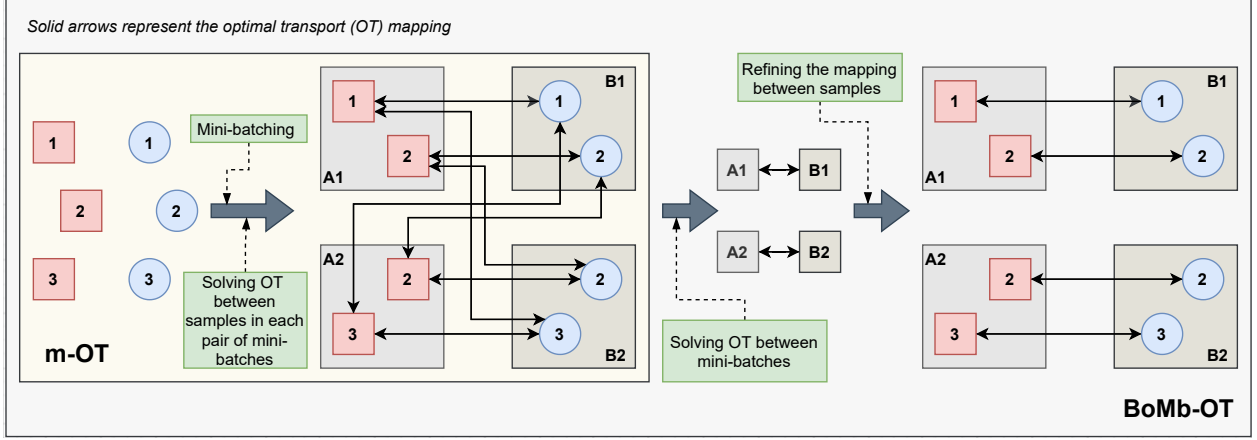 Solid arrows represent the optimal transport (OT) mapping
1
1
2
2
3
3
m-OT
Mini-batching
Solving OT
between
samples in each
pair of mini-
batches
1
2
A1
B1
1
2
A2
2
3
2
3
B2
A1
B1
A2
B2
Solving OT between
mini-batches
Refining the mapping
between samples
1
2
A1
B1
1
2
A2
2
3
2
3
B2
BoMb-OT